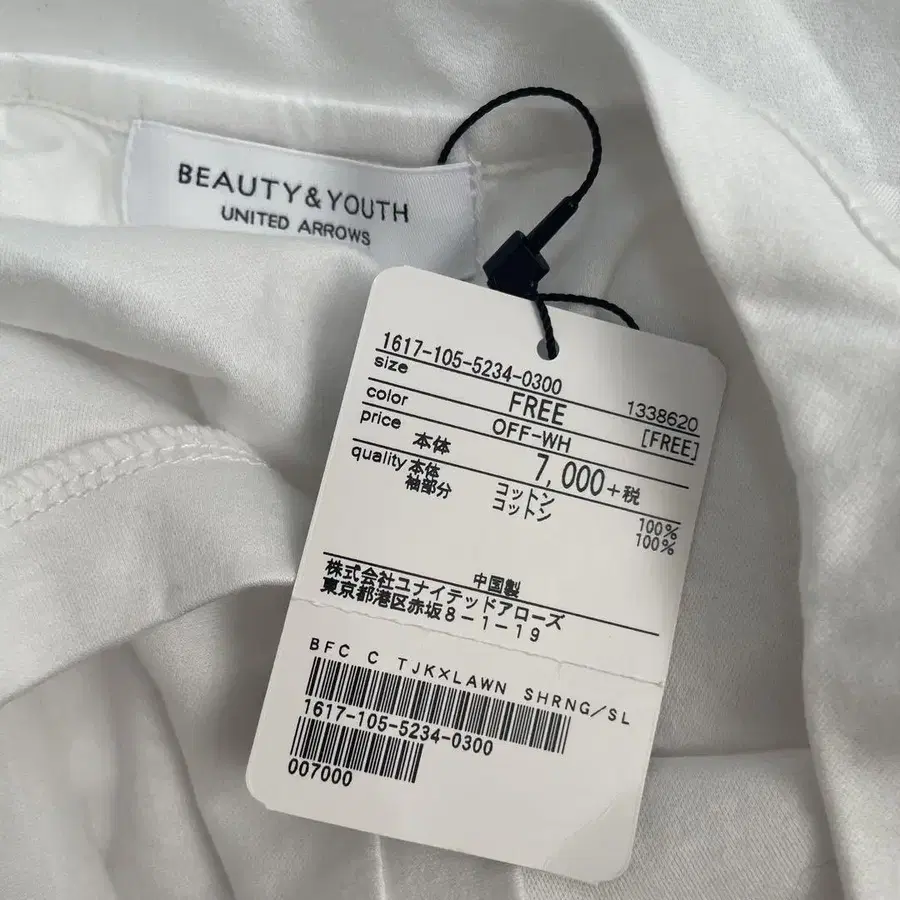 BEAUTY&YOUTH
UNITED ARROWS
1617-105-5234-0300
size FREE 1338620
color OFF-WH [FREE]
price 本体 7,000+税
quality 本体 コットン 100%
袖部分 コットン 100%
中国製
株式会社ユナイテッドアローズ
東京都港区赤坂8-1-19
BFC C TJK×LAWN SHRNG/SL
1617-105-5234-0300
007000